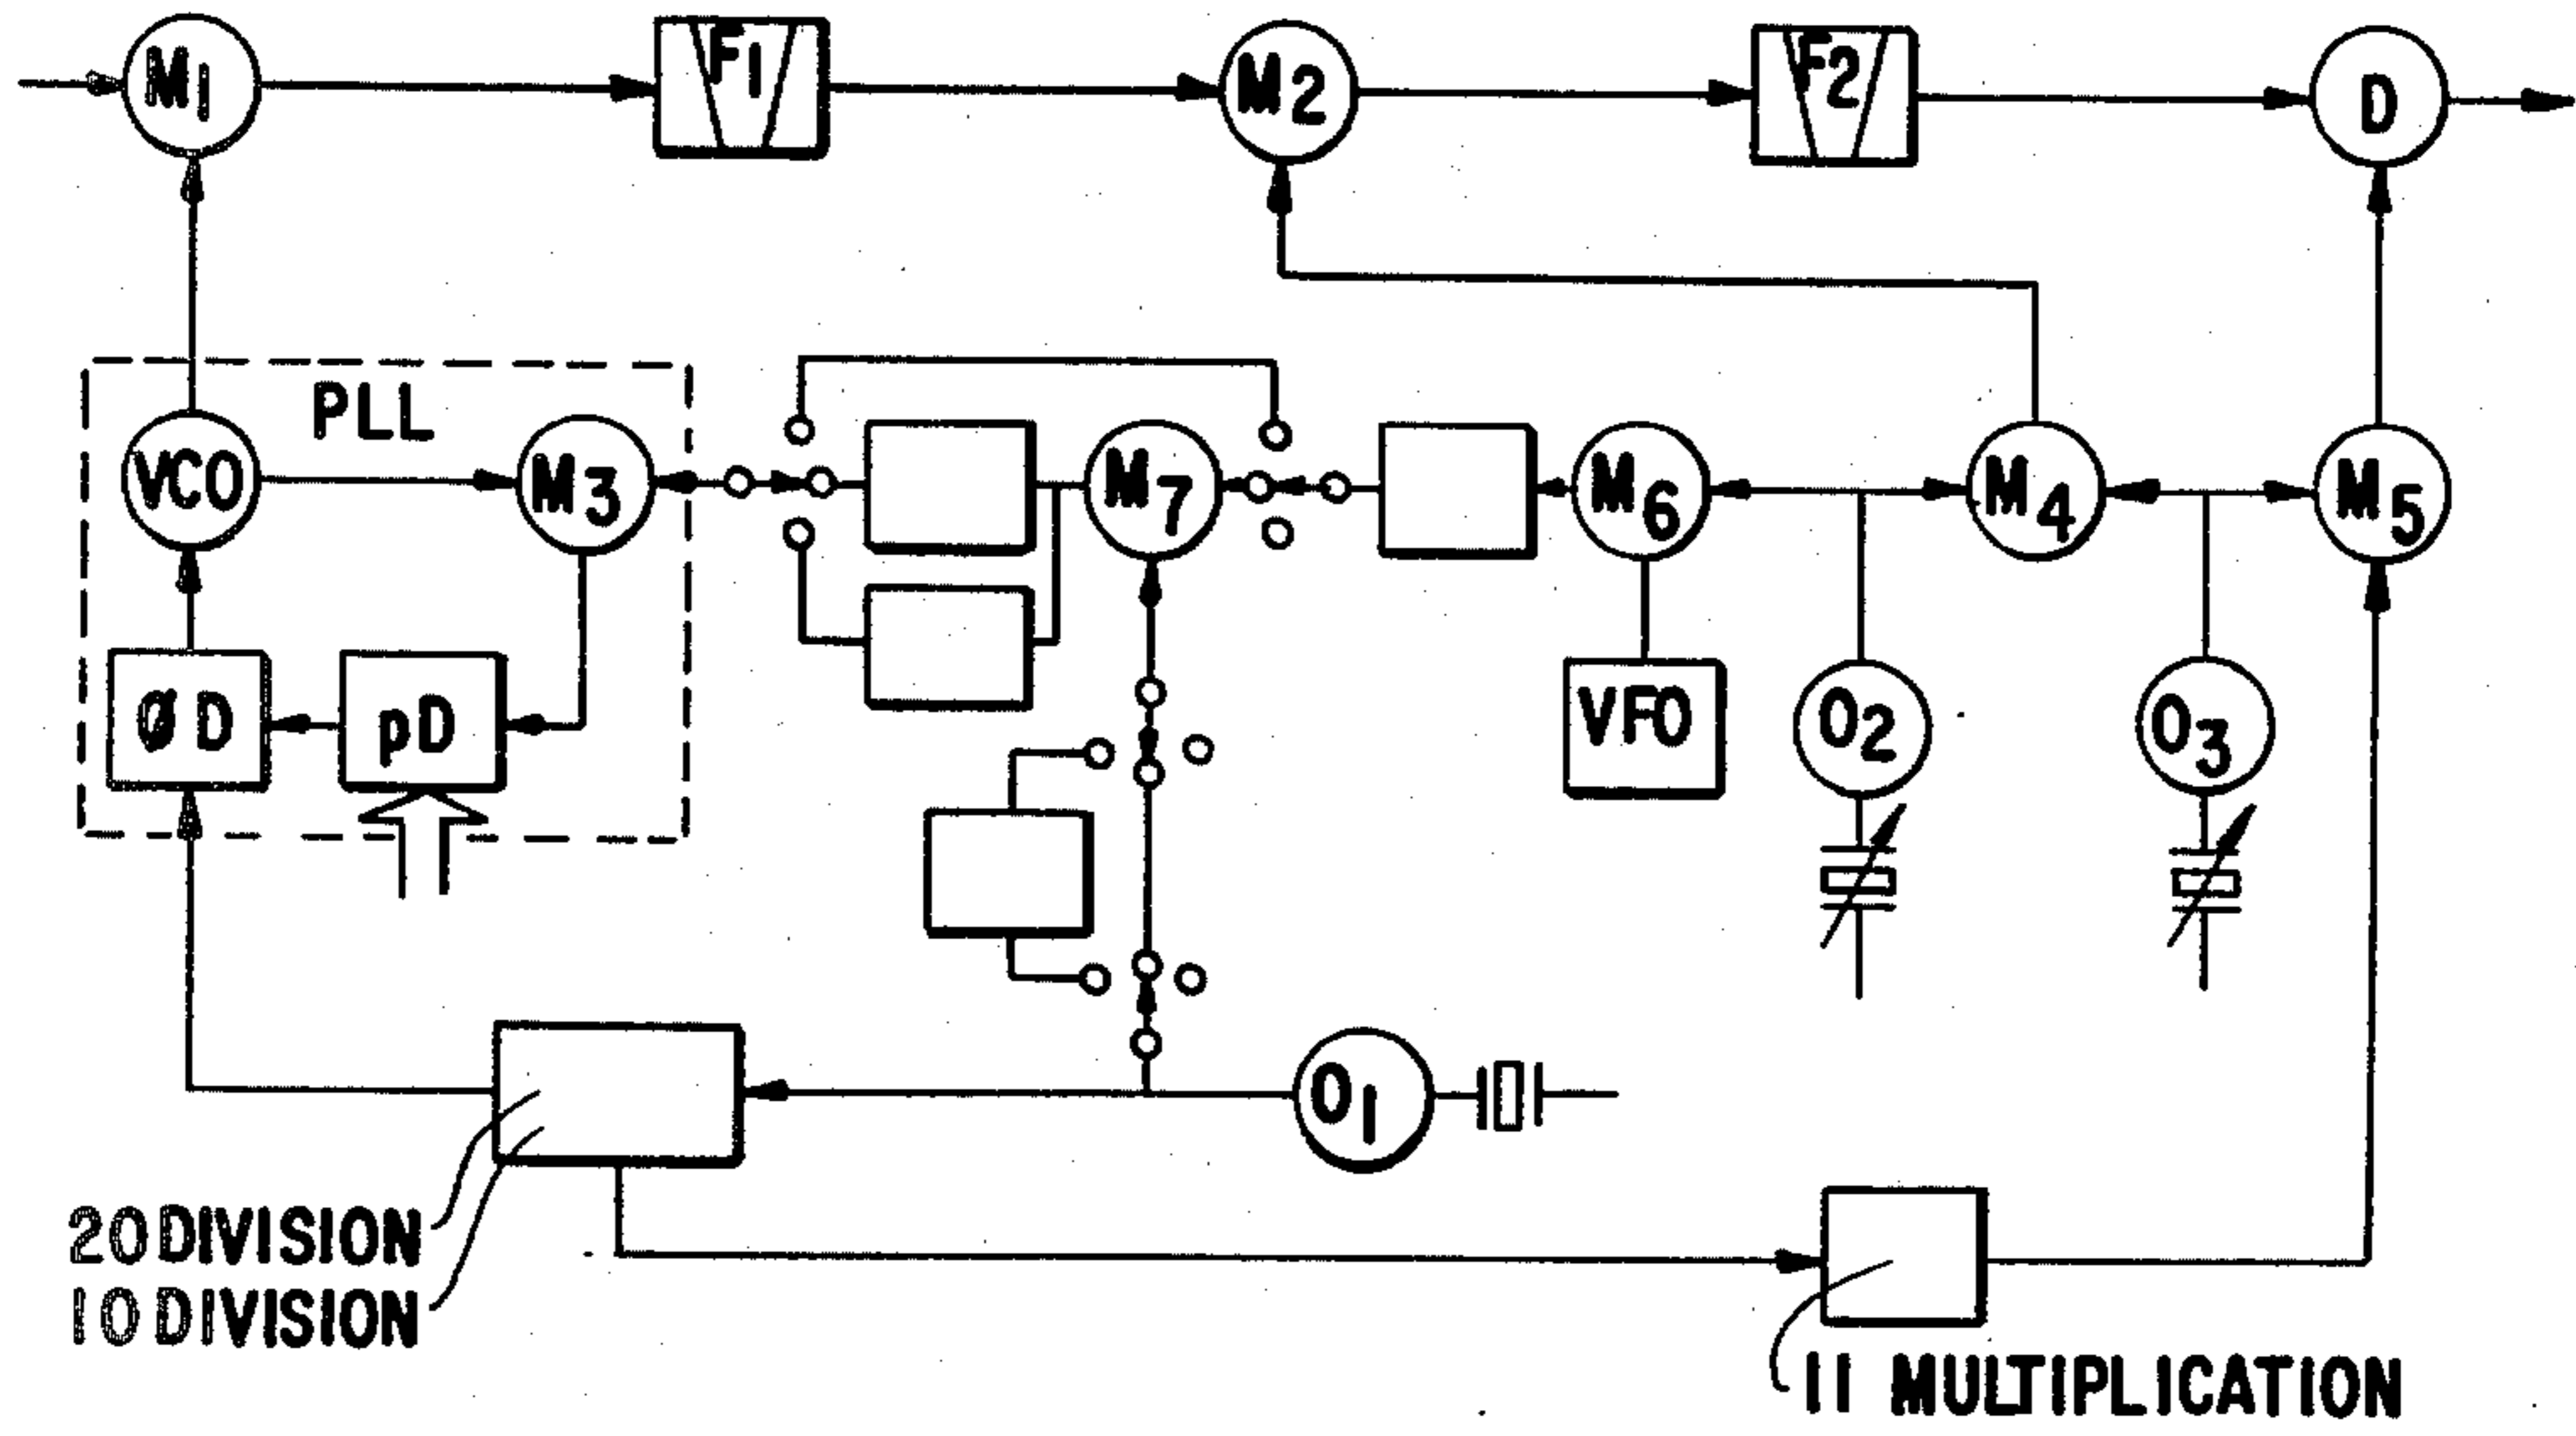 M1
F1
M2
F2
D
PLL
VCO
M3
M7
M6
M4
M5
ØD
pD
VFO
O2
O3
O1
20 DIVISION
10 DIVISION
11 MULTIPLICATION